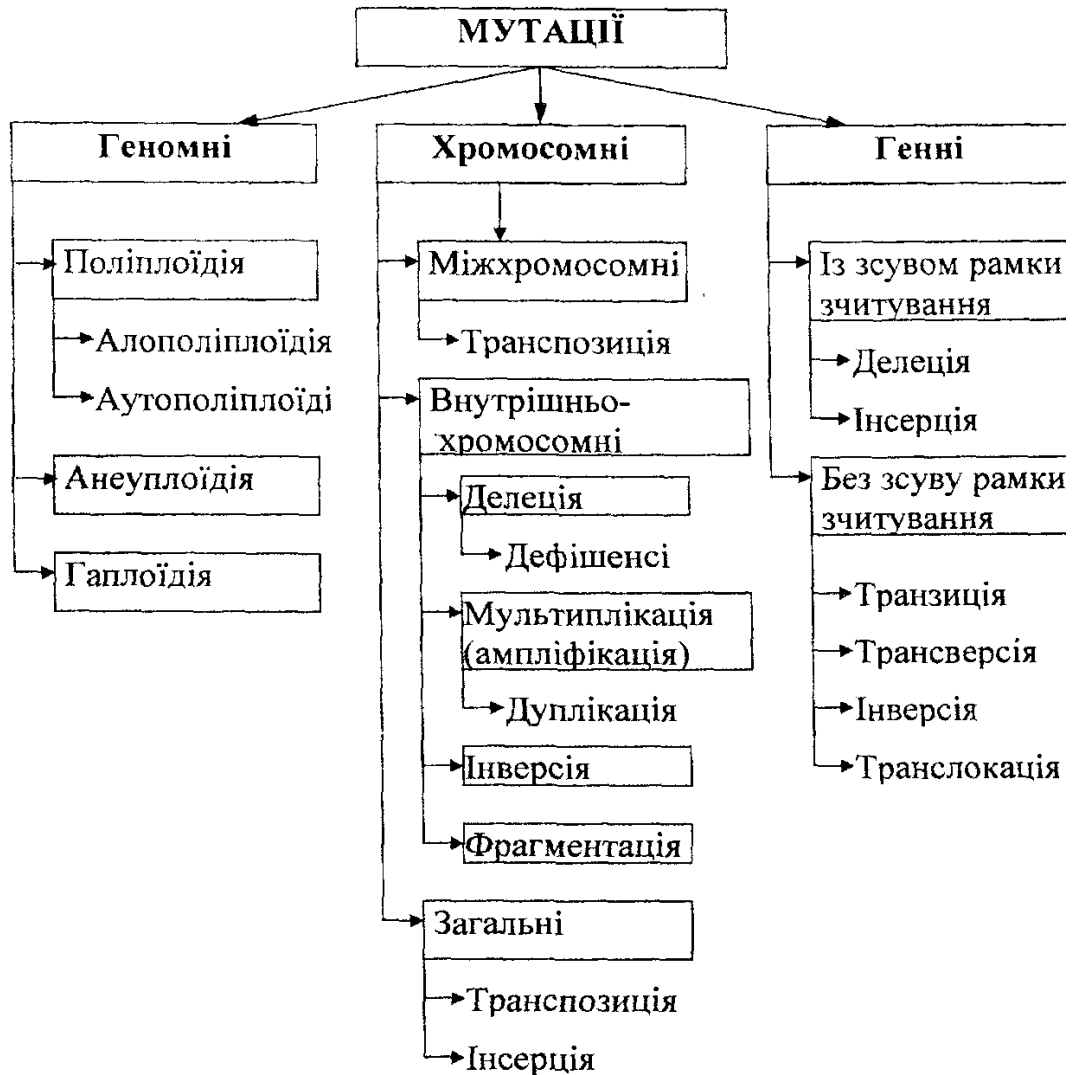 МУТАЦІЇ
Геномні
Поліплоїдія
Алополіплоїдія
Аутополіплоїді
Анеуплоїдія
Гаплоїдія
Хромосомні
Міжхромосомні
Транспозиція
Внутрішньо-
хромосомні
Делеція
Дефішенсі
Мультиплікація
(ампліфікація)
Дуплікація
Інверсія
Фрагментація
Загальні
Транспозиція
Інсерція
Генні
Із зсувом рамки
зчитування
Делеція
Інсерція
Без зсуву рамки
зчитування
Транзиція
Трансверсія
Інверсія
Транслокація